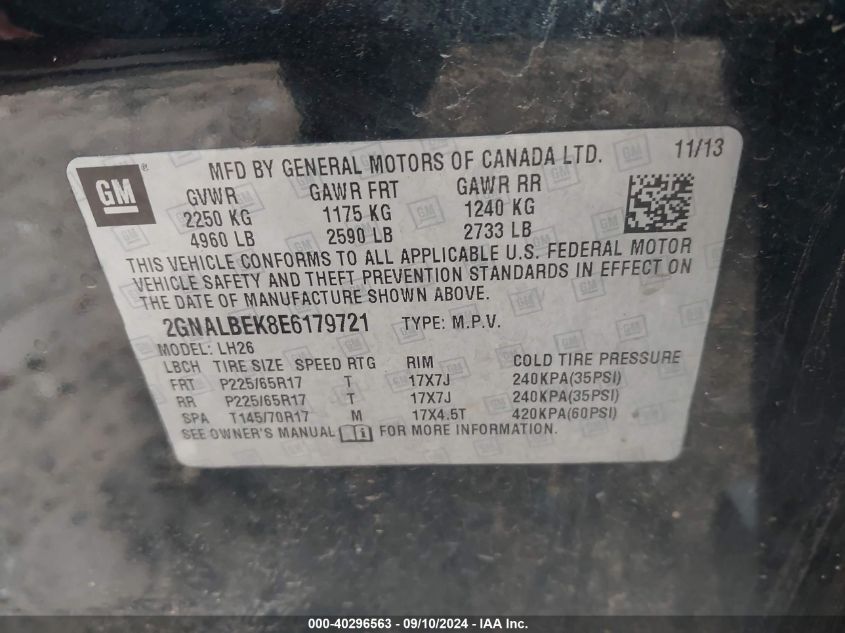 GM ®
MFD BY GENERAL MOTORS OF CANADA LTD. 11/13
GVWR GAWR FRT GAWR RR
2250 KG 1175 KG 1240 KG
4960 LB 2590 LB 2733 LB
THIS VEHICLE CONFORMS TO ALL APPLICABLE U.S. FEDERAL MOTOR
VEHICLE SAFETY AND THEFT PREVENTION STANDARDS IN EFFECT ON
THE DATE OF MANUFACTURE SHOWN ABOVE.
2GNALBEK8E6179721 TYPE: M.P.V.
MODEL: LH26
LBCH TIRE SIZE SPEED RTG RIM COLD TIRE PRESSURE
FRT P225/65R17 T 17X7J 240KPA(35PSI)
RR P225/65R17 T 17X7J 240KPA(35PSI)
SPA T145/70R17 M 17X4.5T 420KPA(60PSI)
SEE OWNER'S MANUAL FOR MORE INFORMATION.
000-40296563 - 09/10/2024 - IAA Inc.